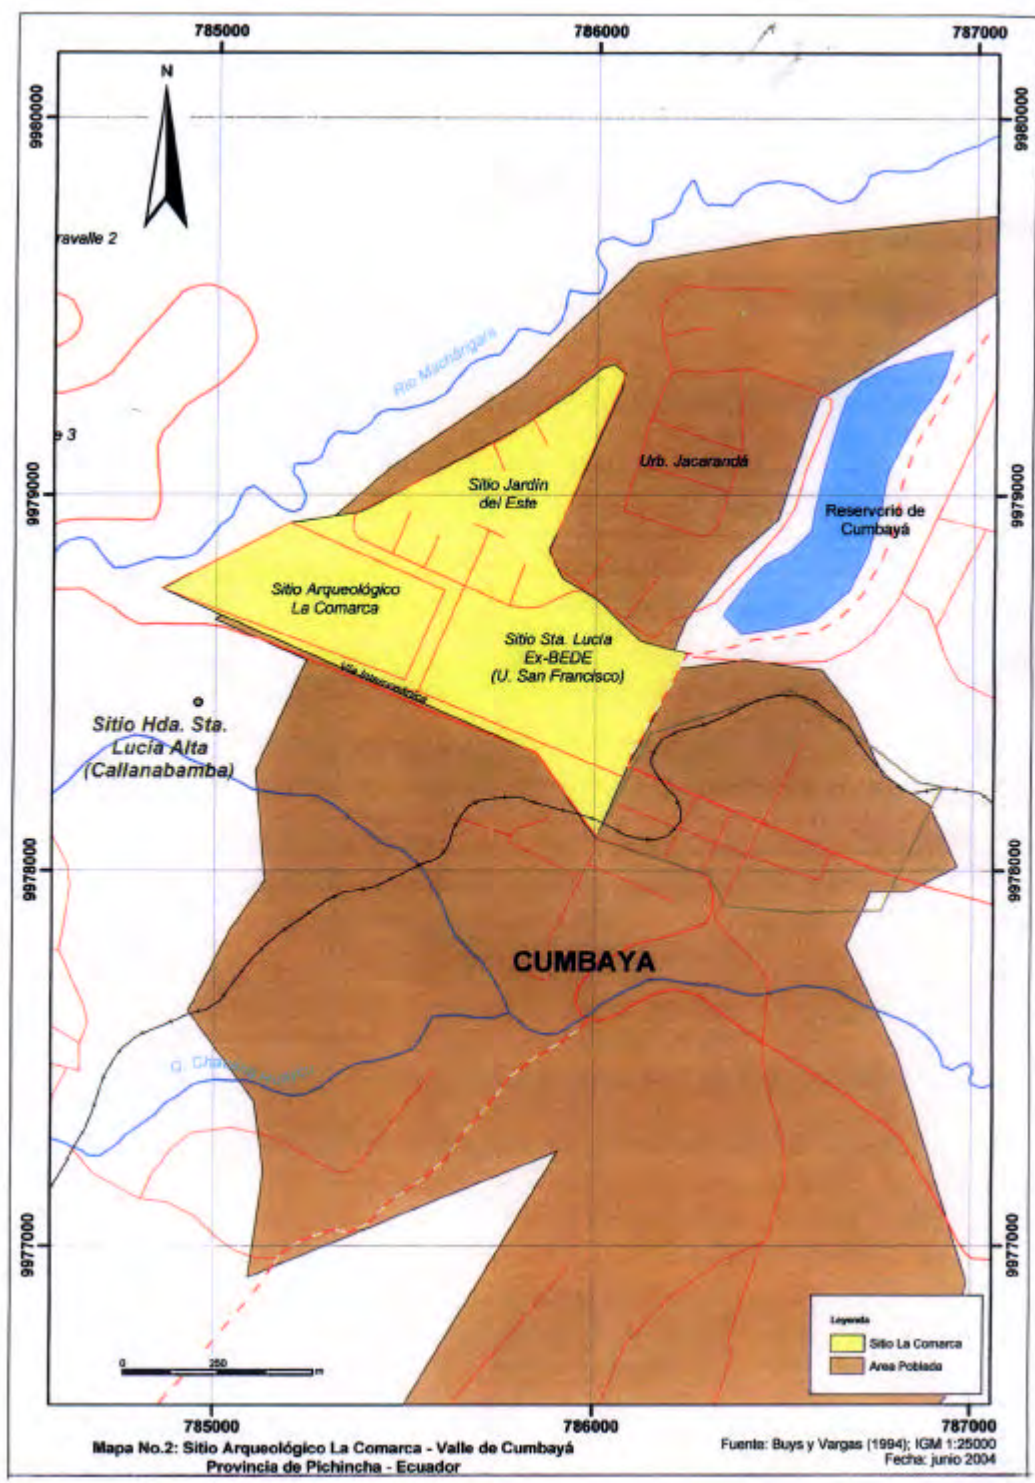 785000
786000
787000
N
9980000
9980000
ravalle 2
Rio Machángara
e 3
Urb. Jacarandá
Sitio Jardín
del Este
9979000
9979000
Reservorio de
Cumbayá
Sitio Arqueológico
La Comarca
Sitio Sta. Lucía
Ex-BEDE
(U. San Francisco)
Vía Interoceánica
Sitio Hda. Sta.
Lucía Alta
(Callanabamba)
9978000
9978000
CUMBAYA
Q.
9977000
9977000
Leyenda
Sitio La Comarca
Area Poblada
0
250
m
785000
786000
787000
Mapa No.2: Sitio Arqueológico La Comarca - Valle de Cumbayá
Provincia de Pichincha - Ecuador
Fuente: Buys y Vargas (1994); IGM 1:25000
Fecha: junio 2004